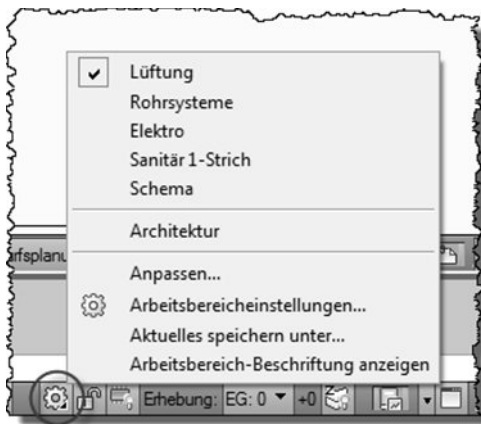 Lüftung
Rohrsysteme
Elektro
Sanitär 1-Strich
Schema
Architektur
Anpassen...
Arbeitsbereicheinstellungen...
Aktuelles speichern unter...
Arbeitsbereich-Beschriftung anzeigen
Erhebung: EG: 0 +0